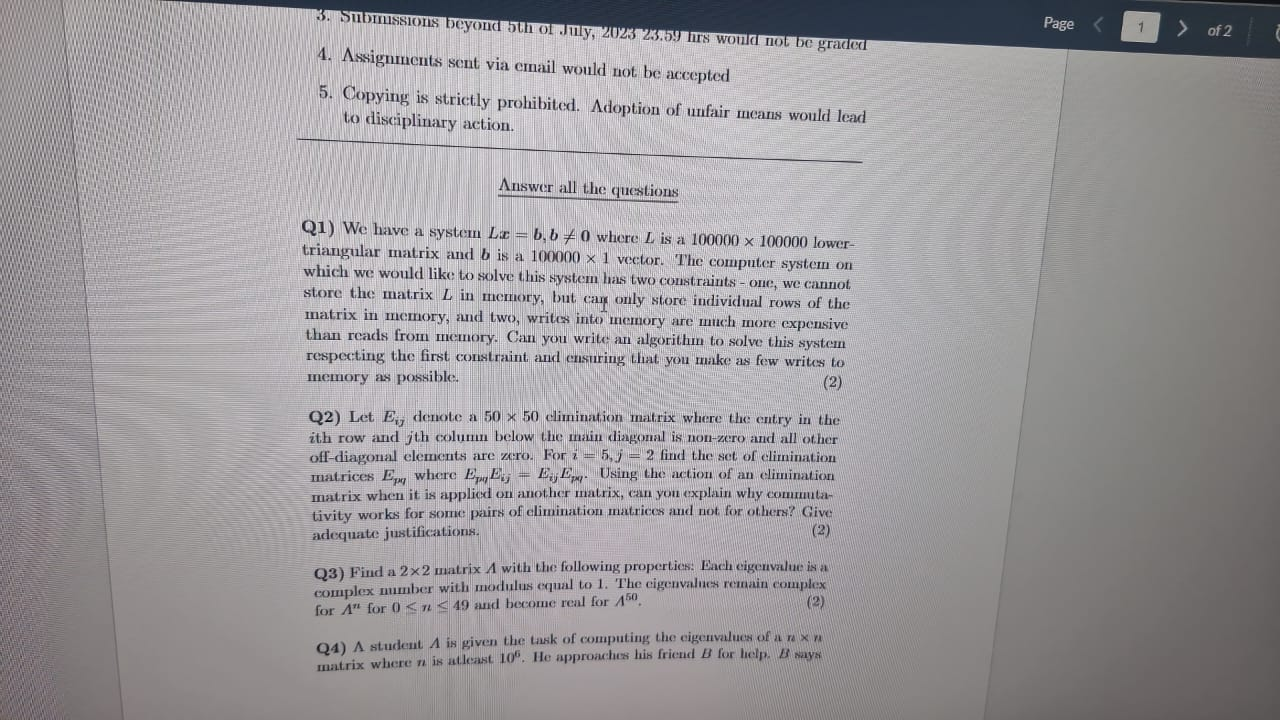 Page < 1 > of 2
3. Submissions beyond 5th of July, 2023 23.59 hrs would not be graded
4. Assignments sent via email would not be accepted
5. Copying is strictly prohibited. Adoption of unfair means would lead
to disciplinary action.
Answer all the questions
Q1) We have a system Lx = b, b ≠ 0 where L is a 100000 × 100000 lower-
triangular matrix and b is a 100000 × 1 vector. The computer system on
which we would like to solve this system has two constraints - one, we cannot
store the matrix L in memory, but can only store individual rows of the
matrix in memory, and two, writes into memory are much more expensive
than reads from memory. Can you write an algorithm to solve this system
respecting the first constraint and ensuring that you make as few writes to
memory as possible. (2)
Q2) Let Eij denote a 50 × 50 elimination matrix where the entry in the
ith row and jth column below the main diagonal is non-zero and all other
off-diagonal elements are zero. For i = 5, j = 2 find the set of elimination
matrices Epq where EpqEij = EijEpq. Using the action of an elimination
matrix when it is applied on another matrix, can you explain why commuta-
tivity works for some pairs of elimination matrices and not for others? Give
adequate justifications. (2)
Q3) Find a 2×2 matrix A with the following properties: Each eigenvalue is a
complex number with modulus equal to 1. The eigenvalues remain complex
for Aⁿ for 0 ≤ n ≤ 49 and become real for A⁵⁰. (2)
Q4) A student A is given the task of computing the eigenvalues of a n × n
matrix where n is atleast 10⁶. He approaches his friend B for help. B says